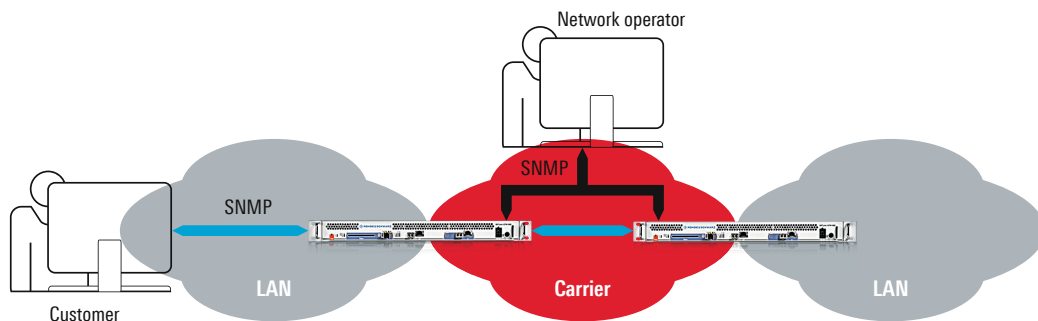 Network operator
SNMP
SNMP
LAN
Carrier
LAN
Customer